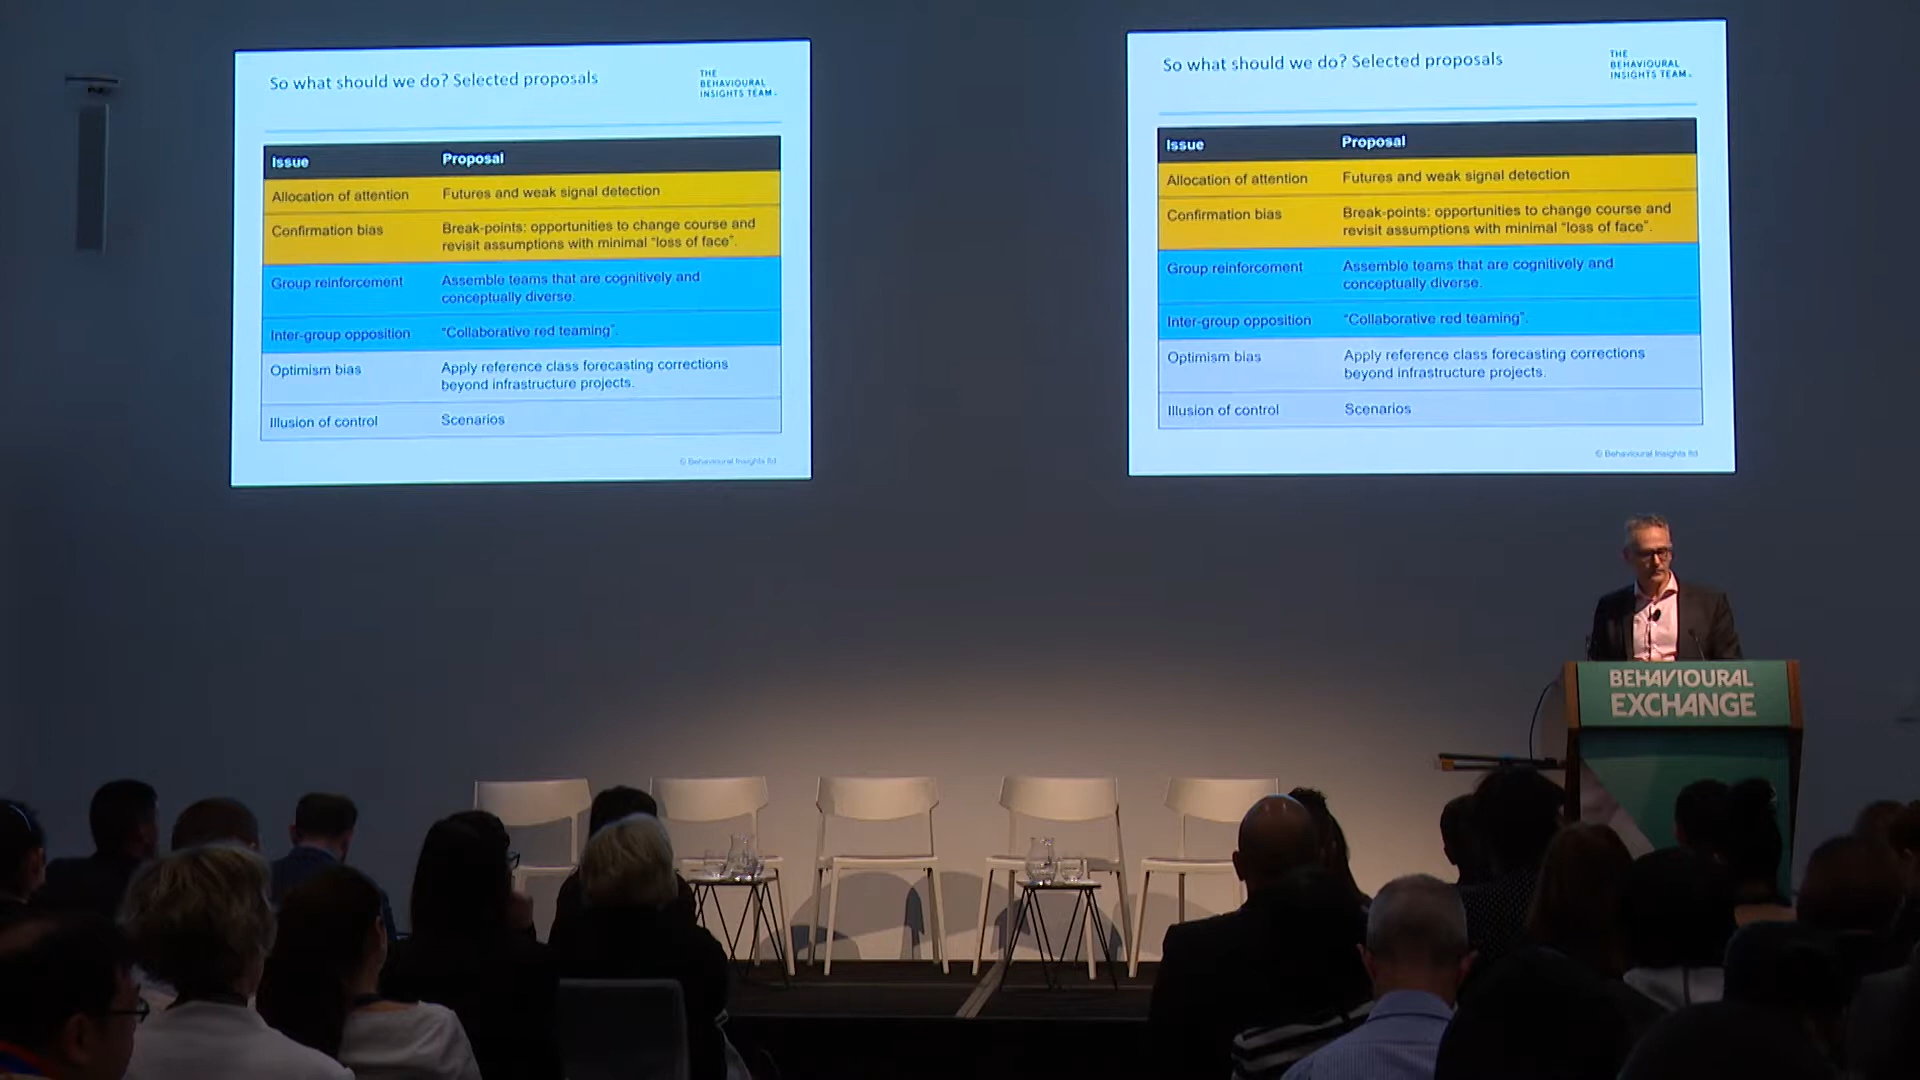 So what should we do? Selected proposals
THE
BEHAVIOURAL
INSIGHTS TEAM.
Issue Proposal
Allocation of attention Futures and weak signal detection
Confirmation bias Break-points: opportunities to change course and
revisit assumptions with minimal “loss of face”.
Group reinforcement Assemble teams that are cognitively and
conceptually diverse.
Inter-group opposition “Collaborative red teaming”.
Optimism bias Apply reference class forecasting corrections
beyond infrastructure projects.
Illusion of control Scenarios
© Behavioural Insights ltd
So what should we do? Selected proposals
THE
BEHAVIOURAL
INSIGHTS TEAM.
Issue Proposal
Allocation of attention Futures and weak signal detection
Confirmation bias Break-points: opportunities to change course and
revisit assumptions with minimal “loss of face”.
Group reinforcement Assemble teams that are cognitively and
conceptually diverse.
Inter-group opposition “Collaborative red teaming”.
Optimism bias Apply reference class forecasting corrections
beyond infrastructure projects.
Illusion of control Scenarios
© Behavioural Insights ltd
BEHAVIOURAL
EXCHANGE